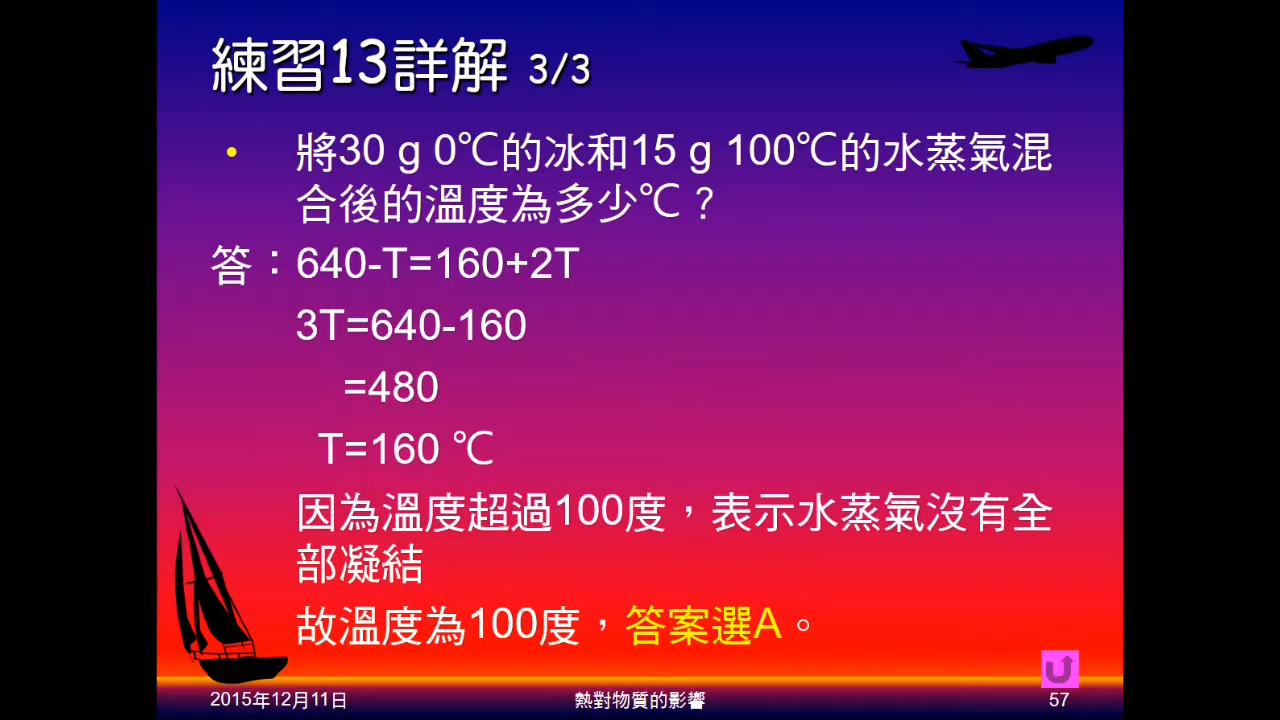 練習13詳解 3/3
• 將30 g 0℃的冰和15 g 100℃的水蒸氣混
合後的溫度為多少℃？
答：640-T=160+2T
3T=640-160
=480
T=160 ℃
因為溫度超過100度，表示水蒸氣沒有全
部凝結
故溫度為100度，答案選A。
2015年12月11日 熱對物質的影響 57